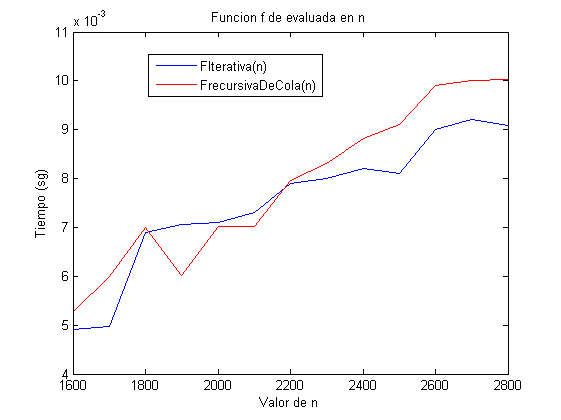 Funcion f de evaluada en n
x 10-3
11
10
9
8
7
6
5
4
FIterativa(n)
FrecursivaDeCola(n)
Tiempo (sg)
1600 1800 2000 2200 2400 2600 2800
Valor de n